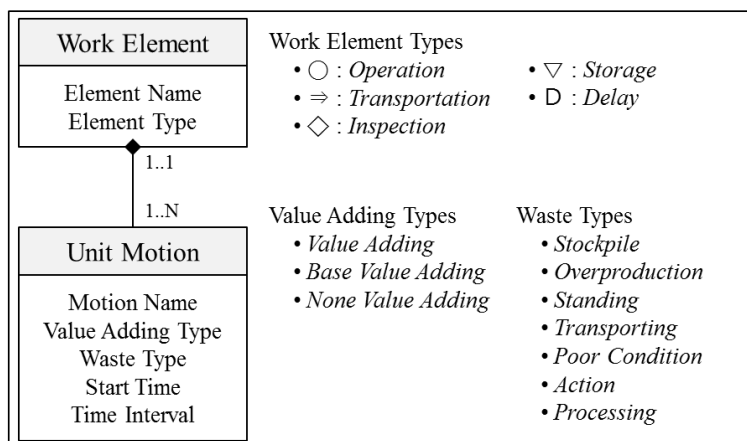 Work Element
Element Name
Element Type
1..1
1..N
Unit Motion
Motion Name
Value Adding Type
Waste Type
Start Time
Time Interval
Work Element Types
• ○ : Operation
• ⇒ : Transportation
• ◇ : Inspection
• ▽ : Storage
• D : Delay
Value Adding Types
• Value Adding
• Base Value Adding
• None Value Adding
Waste Types
• Stockpile
• Overproduction
• Standing
• Transporting
• Poor Condition
• Action
• Processing